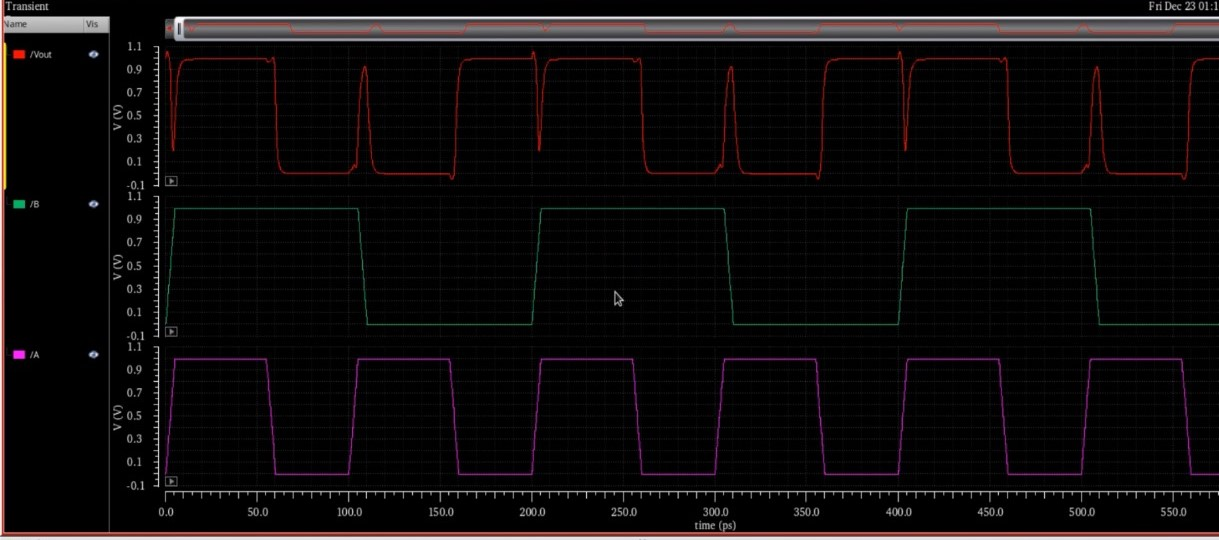 Transient
Fri Dec 23 01:1
Name Vis
/Vout
V (V)
1.1
0.9
0.7
0.5
0.3
0.1
-0.1
/B
V (V)
1.1
0.9
0.7
0.5
0.3
0.1
-0.1
/A
V (V)
1.1
0.9
0.7
0.5
0.3
0.1
-0.1
0.0 50.0 100.0 150.0 200.0 250.0 300.0 350.0 400.0 450.0 500.0 550.0
time (ps)